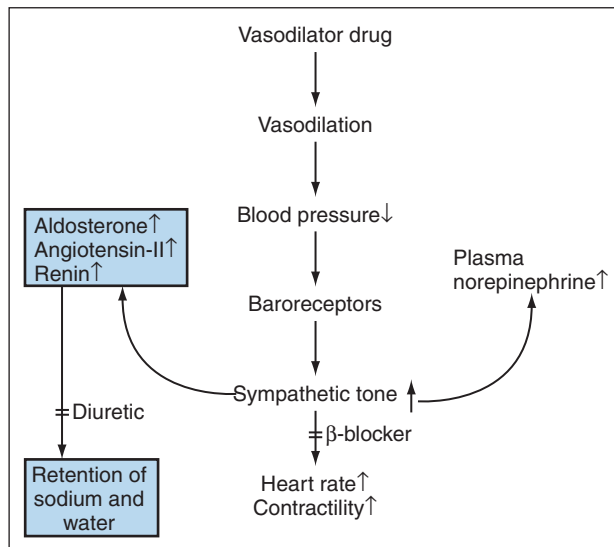 Vasodilator drug
Vasodilation
Blood pressure↓
Aldosterone↑
Angiotensin-II↑
Renin↑
Plasma
norepinephrine↑
Baroreceptors
Sympathetic tone ↑
Diuretic
β-blocker
Retention of
sodium and
water
Heart rate↑
Contractility↑